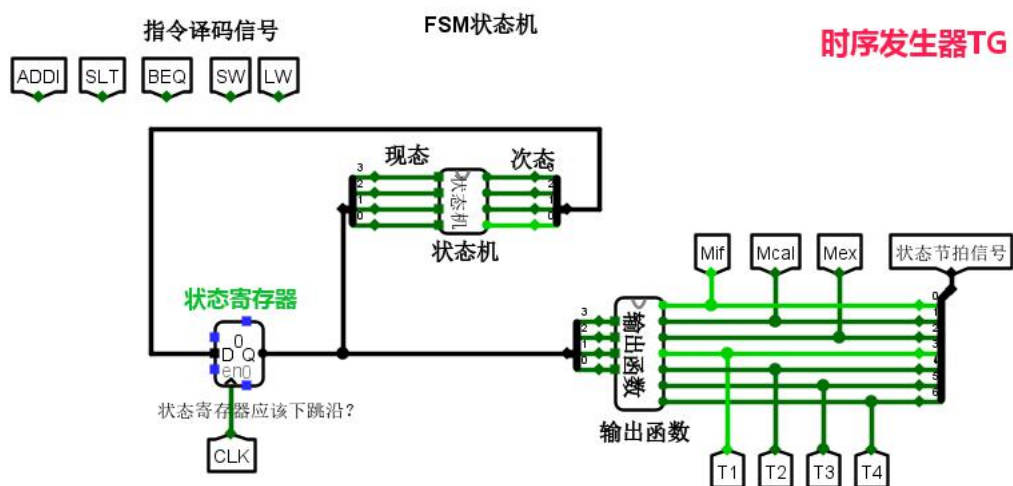 指令译码信号
FSM状态机
时序发生器TG
ADDI SLT BEQ SW LW
现态
次态
3
2
1
0
状态机
2
1
0
状态机
Mif Mcal Mex 状态节拍信号
状态寄存器
0
D Q
en0
3
2
1
0
输出函数
0
1
2
3
4
5
6
状态寄存器应该下跳沿?
输出函数
CLK
T1 T2 T3 T4